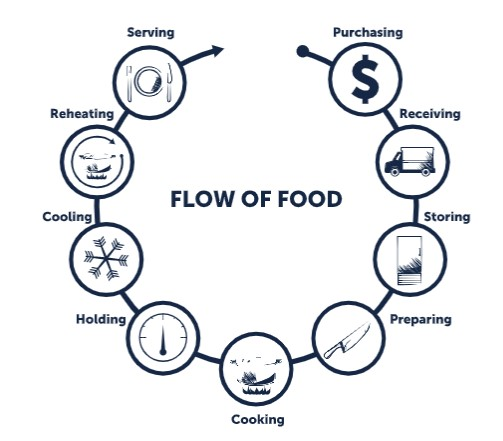 Serving
Purchasing
$
Reheating
Receiving
FLOW OF FOOD
Cooling
Storing
Holding
Preparing
Cooking